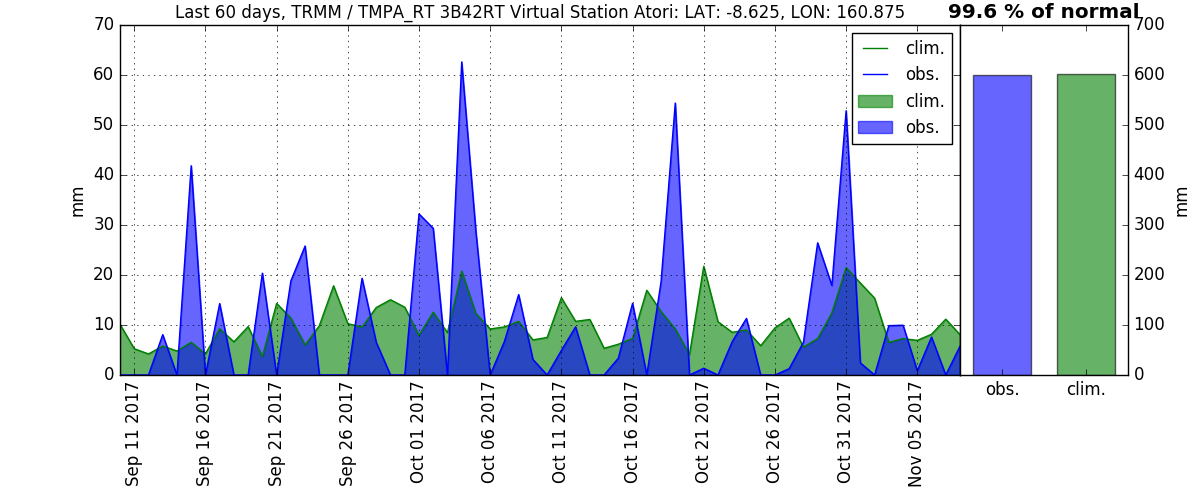 Last 60 days, TRMM / TMPA_RT 3B42RT Virtual Station Atori: LAT: -8.625, LON: 160.875
99.6 % of normal
70
60
50
40
30
20
10
0
mm
clim.
obs.
clim.
obs.
700
600
500
400
300
200
100
0
mm
obs.
clim.
Sep 11 2017
Sep 16 2017
Sep 21 2017
Sep 26 2017
Oct 01 2017
Oct 06 2017
Oct 11 2017
Oct 16 2017
Oct 21 2017
Oct 26 2017
Oct 31 2017
Nov 05 2017